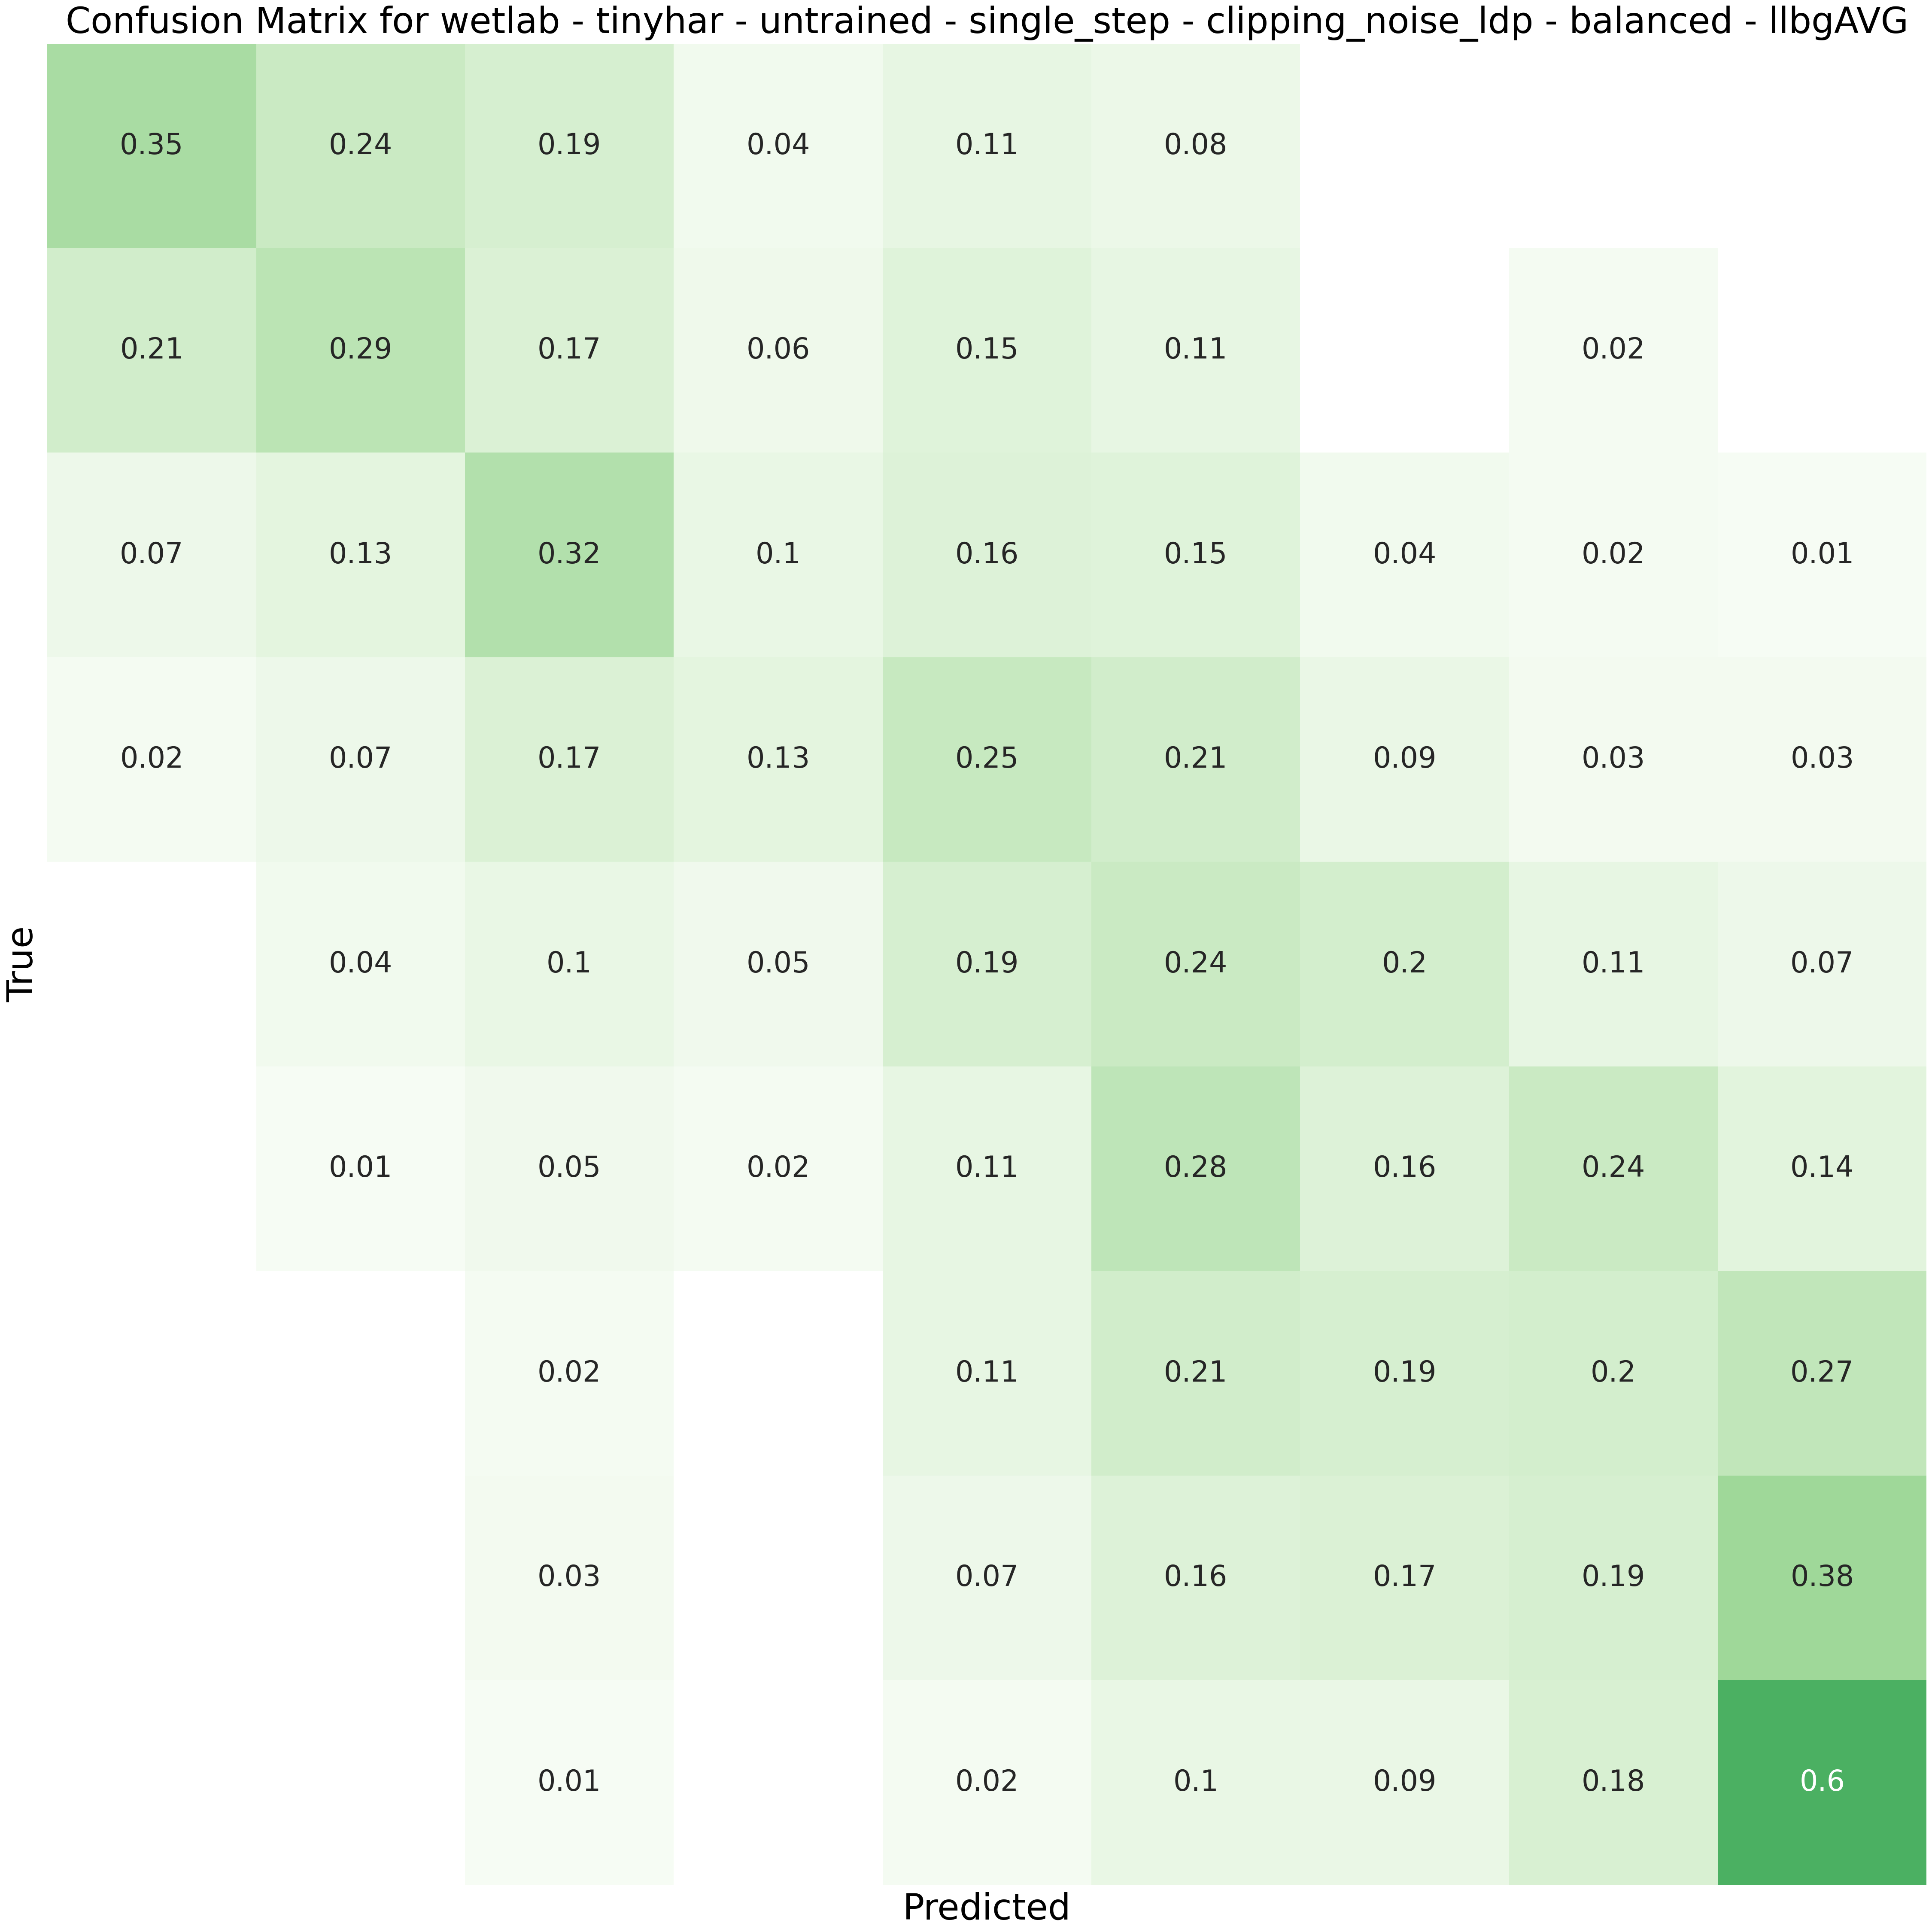 Confusion Matrix for wetlab - tinyhar - untrained - single_step - clipping_noise_ldp - balanced - llbgAVG
0.35 0.24 0.19 0.04 0.11 0.08
0.21 0.29 0.17 0.06 0.15 0.11 0.02
0.07 0.13 0.32 0.1 0.16 0.15 0.04 0.02 0.01
0.02 0.07 0.17 0.13 0.25 0.21 0.09 0.03 0.03
True
0.04 0.1 0.05 0.19 0.24 0.2 0.11 0.07
0.01 0.05 0.02 0.11 0.28 0.16 0.24 0.14
0.02 0.11 0.21 0.19 0.2 0.27
0.03 0.07 0.16 0.17 0.19 0.38
0.01 0.02 0.1 0.09 0.18 0.6
Predicted